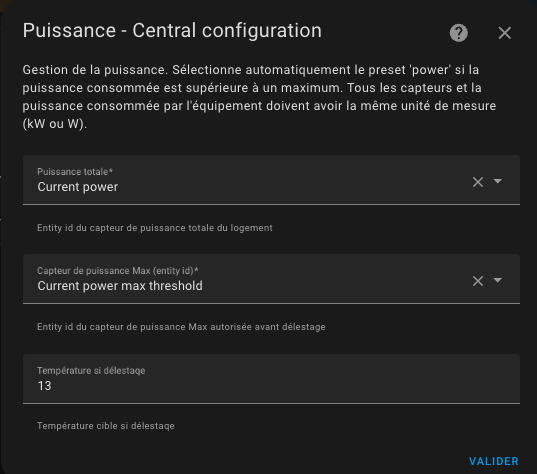 Puissance - Central configuration
Gestion de la puissance. Sélectionne automatiquement le preset 'power' si la
puissance consommée est supérieure à un maximum. Tous les capteurs et la
puissance consommée par l'équipement doivent avoir la même unité de mesure
(kW ou W).
Puissance totale*
Current power
Entity id du capteur de puissance totale du logement
Capteur de puissance Max (entity id)*
Current power max threshold
Entity id du capteur de puissance Max autorisée avant délestage
Température si délestaqe
13
Température cible si délestaqe
VALIDER